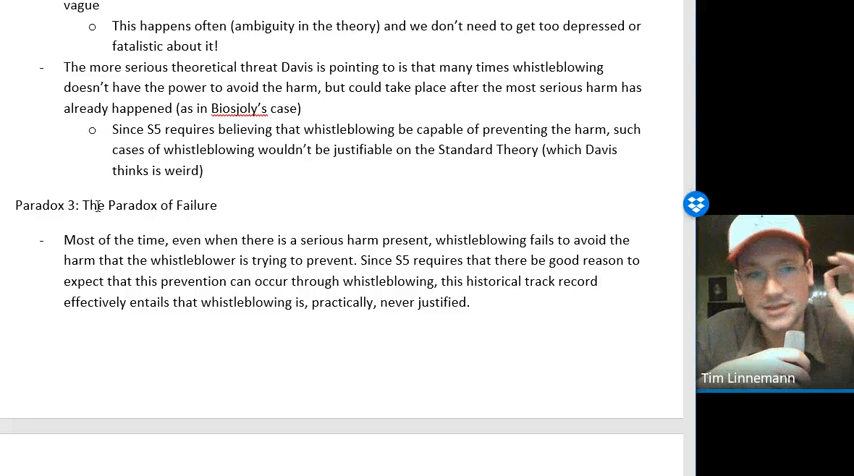 vague
o This happens often (ambiguity in the theory) and we don't need to get too depressed or
fatalistic about it!
- The more serious theoretical threat Davis is pointing to is that many times whistleblowing
doesn't have the power to avoid the harm, but could take place after the most serious harm has
already happened (as in Biosjoly's case)
o Since S5 requires believing that whistleblowing be capable of preventing the harm, such
cases of whistleblowing wouldn't be justifiable on the Standard Theory (which Davis
thinks is weird)
Paradox 3: The Paradox of Failure
- Most of the time, even when there is a serious harm present, whistleblowing fails to avoid the
harm that the whistleblower is trying to prevent. Since S5 requires that there be good reason to
expect that this prevention can occur through whistleblowing, this historical track record
effectively entails that whistleblowing is, practically, never justified.
Tim Linnemann